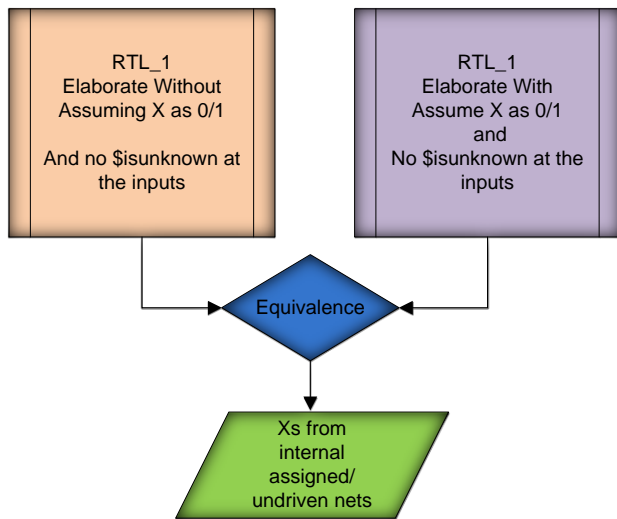 RTL_1
Elaborate Without
Assuming X as 0/1
And no $isunknown at
the inputs
RTL_1
Elaborate With
Assume X as 0/1
and
No $isunknown at the
inputs
Equivalence
Xs from
internal
assigned/
undriven nets